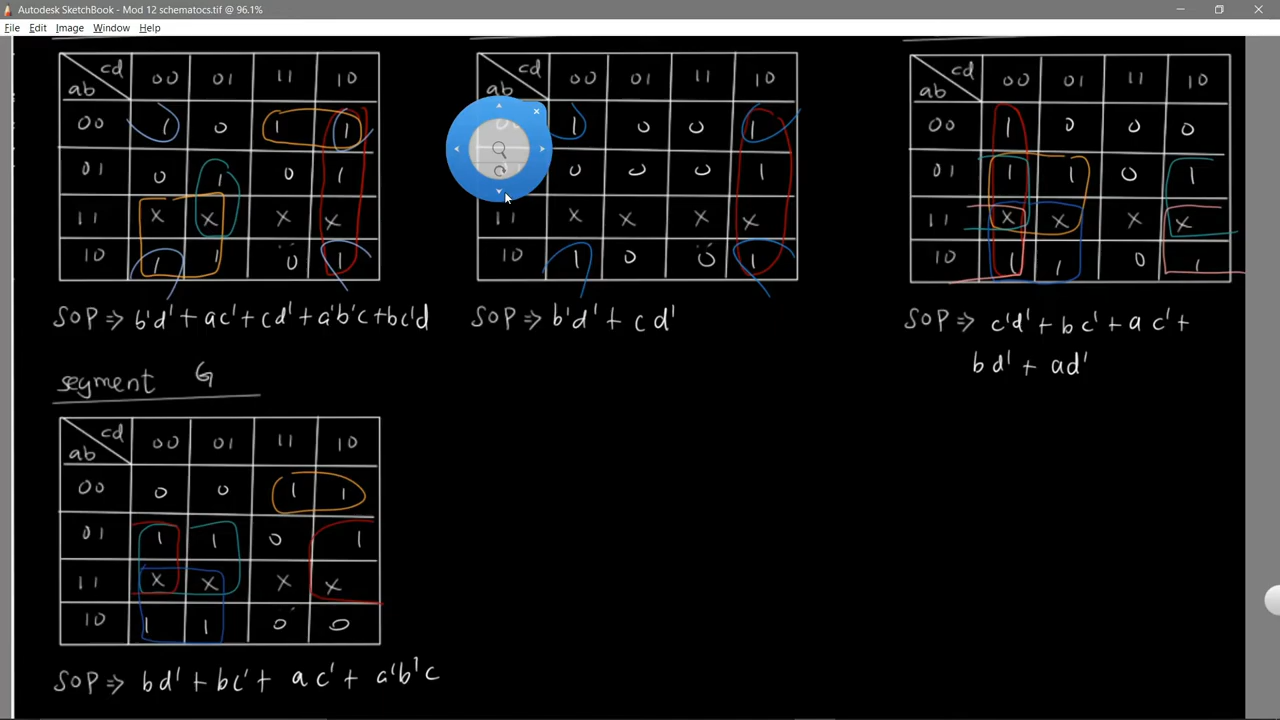 Autodesk SketchBook - Mod 12 schematocs.tif @ 96.1%
File Edit Image Window Help
cd 00 01 11 10
ab
00 1 0 1 1
01 0 1 0 1
11 x x x x
10 1 1 0 1
SOP => b'd' + ac' + cd' + a'b'c + bc'd
cd 00 01 11 10
ab
1 0 0 1
0 0 0 1
11 x x x x
10 1 0 0 1
SOP => b'd' + cd'
cd 00 01 11 10
ab
00 1 0 0 0
01 1 1 0 1
11 x x x x
10 1 1 0 1
SOP => c'd' + bc' + ac' +
bd' + ad'
segment G
cd 00 01 11 10
ab
00 0 0 1 1
01 1 1 0 1
11 x x x x
10 1 1 0 0
SOP => bd' + bc' + ac' + a'b'c